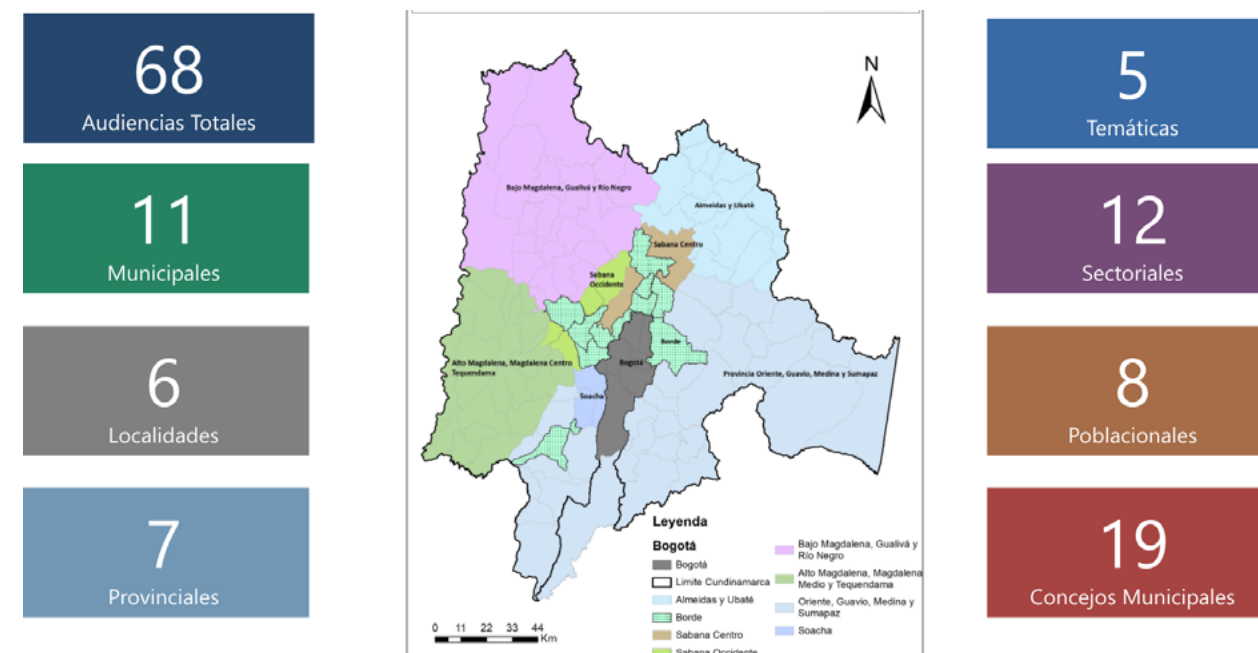 68
Audiencias Totales
11
Municipales
6
Localidades
7
Provinciales
N
Bajo Magdalena, Gualivá y Río Negro
Almeidas y Ubaté
Sabana Centro
Sabana
Occidente
Borde
Alto Magdalena, Magdalena Centro
Tequendama
Bogotá
Provincia Oriente, Guavio, Medina y Sumapaz
Soacha
Leyenda
Bogotá
Bogotá
Limite Cundinamarca
Almeidas y Ubaté
Borde
Sabana Centro
Sabana Occidente
Bajo Magdalena, Gualivá y
Río Negro
Alto Magdalena, Magdalena
Medio y Tequendama
Oriente, Guavio, Medina y
Sumapaz
Soacha
0 11 22 33 44
Km
5
Temáticas
12
Sectoriales
8
Poblacionales
19
Concejos Municipales